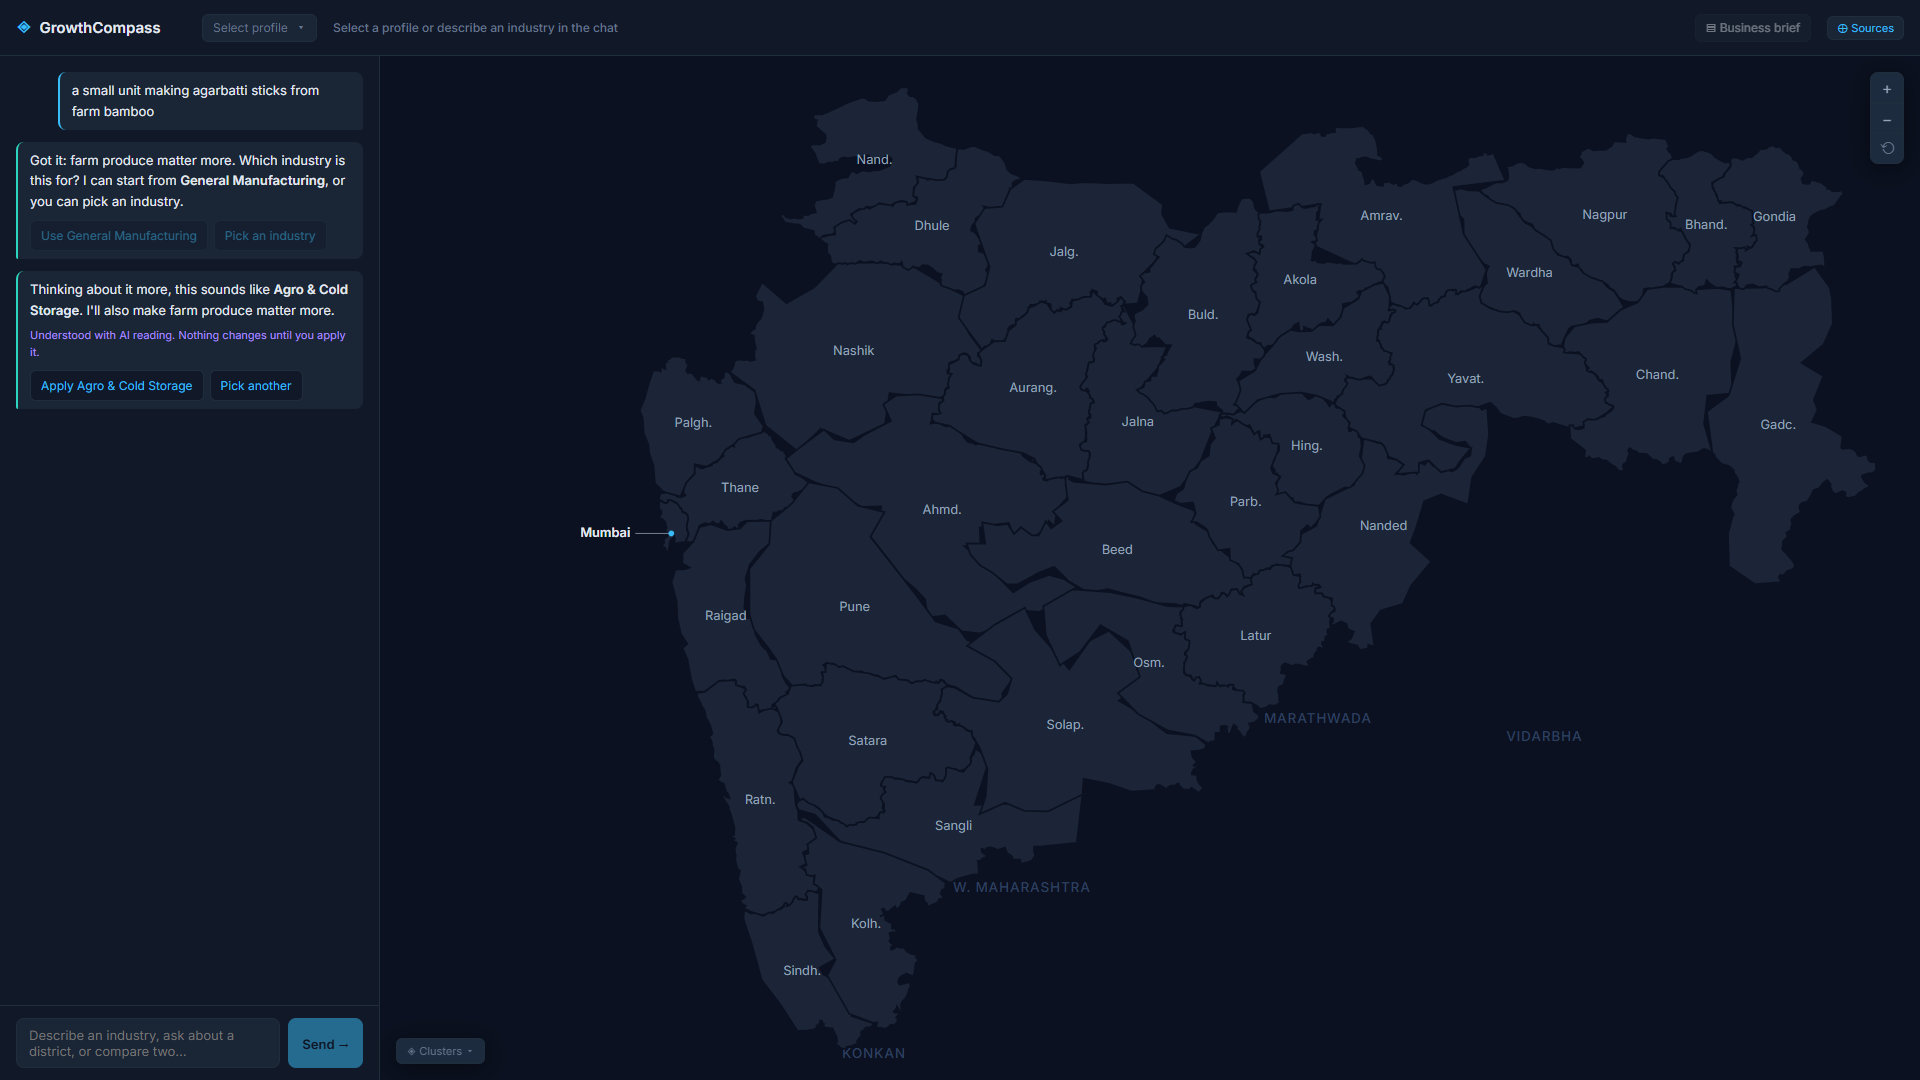 GrowthCompass
Select profile
Select a profile or describe an industry in the chat
Business brief
Sources
a small unit making agarbatti sticks from
farm bamboo
Got it: farm produce matter more. Which industry is
this for? I can start from General Manufacturing, or
you can pick an industry.
Use General Manufacturing
Pick an industry
Thinking about it more, this sounds like Agro & Cold
Storage. I'll also make farm produce matter more.
Understood with AI reading. Nothing changes until you apply
it.
Apply Agro & Cold Storage
Pick another
Describe an industry, ask about a
district, or compare two...
Send →
Nand.
Dhule
Jalg.
Amrav.
Nagpur
Bhand.
Gondia
Akola
Wardha
Buld.
Nashik
Wash.
Aurang.
Yavat.
Chand.
Palgh.
Jalna
Gadc.
Hing.
Thane
Parb.
Ahmd.
Nanded
Mumbai
Beed
Pune
Raigad
Latur
Osm.
MARATHWADA
Solap.
VIDARBHA
Satara
Ratn.
Sangli
W. MAHARASHTRA
Kolh.
Sindh.
Clusters
KONKAN